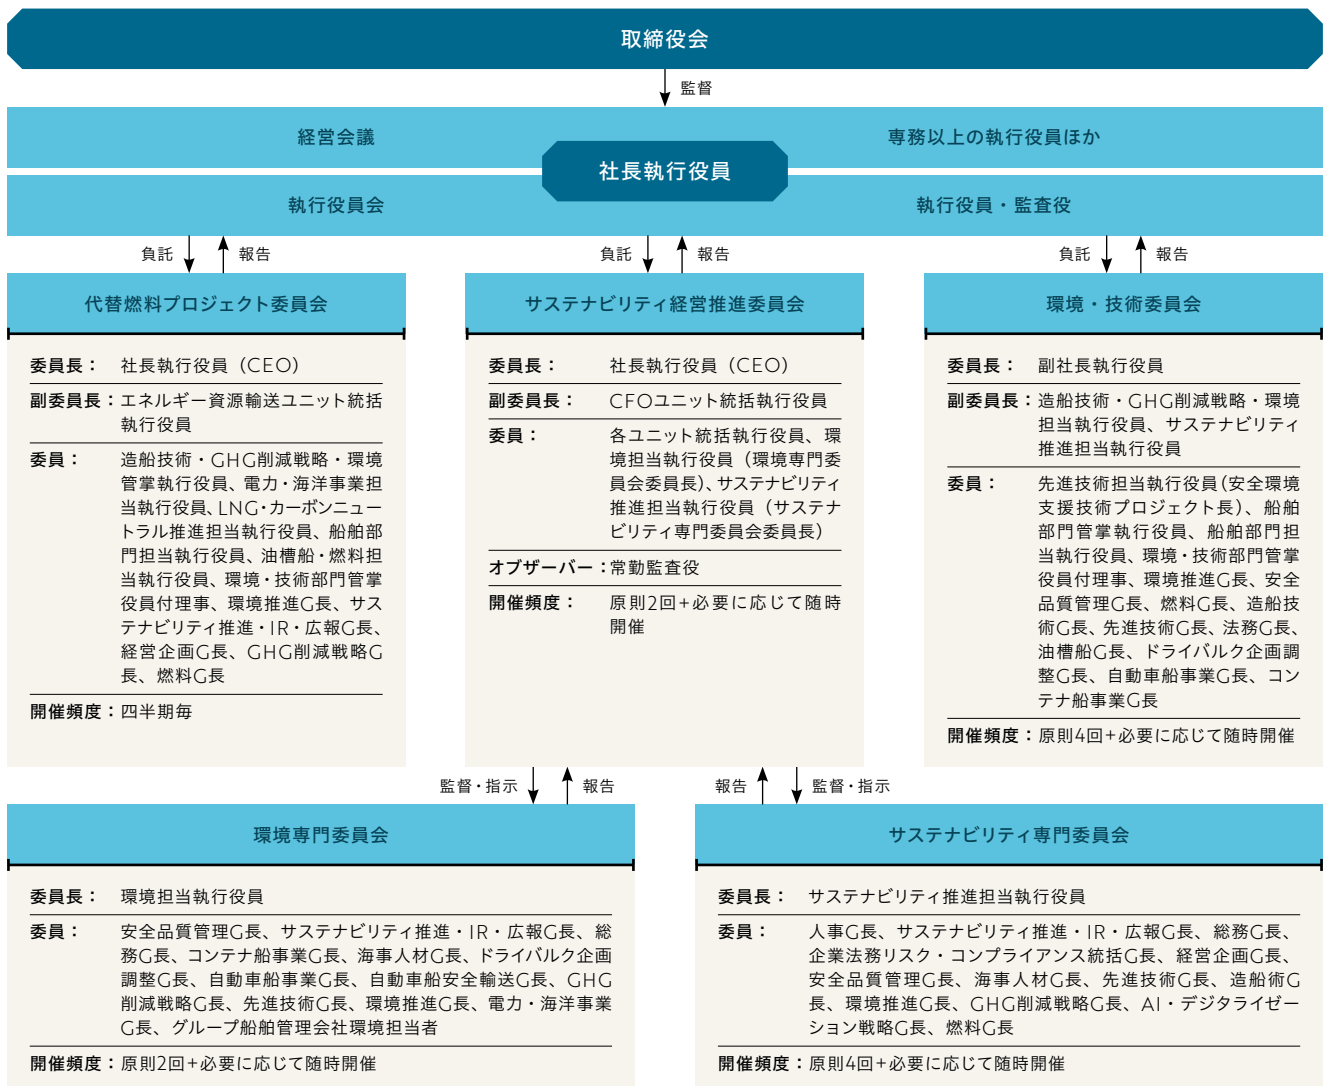 取締役会
監督
経営会議
専務以上の執行役員ほか
社長執行役員
執行役員会
執行役員・監査役
負託
報告
負託
報告
負託
報告
代替燃料プロジェクト委員会
委員長： 社長執行役員（CEO）
副委員長：エネルギー資源輸送ユニット統括
執行役員
委員： 造船技術・GHG削減戦略・環境
管掌執行役員、電力・海洋事業担
当執行役員、LNG・カーボンニュー
トラル推進担当執行役員、船舶部
門担当執行役員、油槽船・燃料担
当執行役員、環境・技術部門管掌
役員付理事、環境推進G長、サス
テナビリティ推進・IR・広報G長、
経営企画G長、GHG削減戦略G
長、燃料G長
開催頻度：四半期毎
サステナビリティ経営推進委員会
委員長： 社長執行役員（CEO）
副委員長： CFOユニット統括執行役員
委員： 各ユニット統括執行役員、環
境担当執行役員（環境専門委
員会委員長）、サステナビリティ
推進担当執行役員（サステナ
ビリティ専門委員会委員長）
オブザーバー：常勤監査役
開催頻度： 原則2回+必要に応じて随時
開催
環境・技術委員会
委員長： 副社長執行役員
副委員長：造船技術・GHG削減戦略・環境
担当執行役員、サステナビリティ
推進担当執行役員
委員： 先進技術担当執行役員（安全環境
支援技術プロジェクト長）、船舶
部門管掌執行役員、船舶部門担
当執行役員、環境・技術部門管掌
役員付理事、環境推進G長、安全
品質管理G長、燃料G長、造船技
術G長、先進技術G長、法務G長、
油槽船G長、ドライバルク企画調
整G長、自動車船事業G長、コン
テナ船事業G長
開催頻度：原則4回+必要に応じて随時開催
監督・指示
報告
報告
監督・指示
環境専門委員会
委員長： 環境担当執行役員
委員： 安全品質管理G長、サステナビリティ推進・IR・広報G長、総
務G長、コンテナ船事業G長、海事人材G長、ドライバルク企画
調整G長、自動車船事業G長、自動車船安全輸送G長、GHG
削減戦略G長、先進技術G長、環境推進G長、電力・海洋事業
G長、グループ船舶管理会社環境担当者
開催頻度：原則2回+必要に応じて随時開催
サステナビリティ専門委員会
委員長： サステナビリティ推進担当執行役員
委員： 人事G長、サステナビリティ推進・IR・広報G長、総務G長、
企業法務リスク・コンプライアンス統括G長、経営企画G長、
安全品質管理G長、海事人材G長、先進技術G長、造船術G
長、環境推進G長、GHG削減戦略G長、AI・デジタライゼー
ション戦略G長、燃料G長
開催頻度：原則4回+必要に応じて随時開催